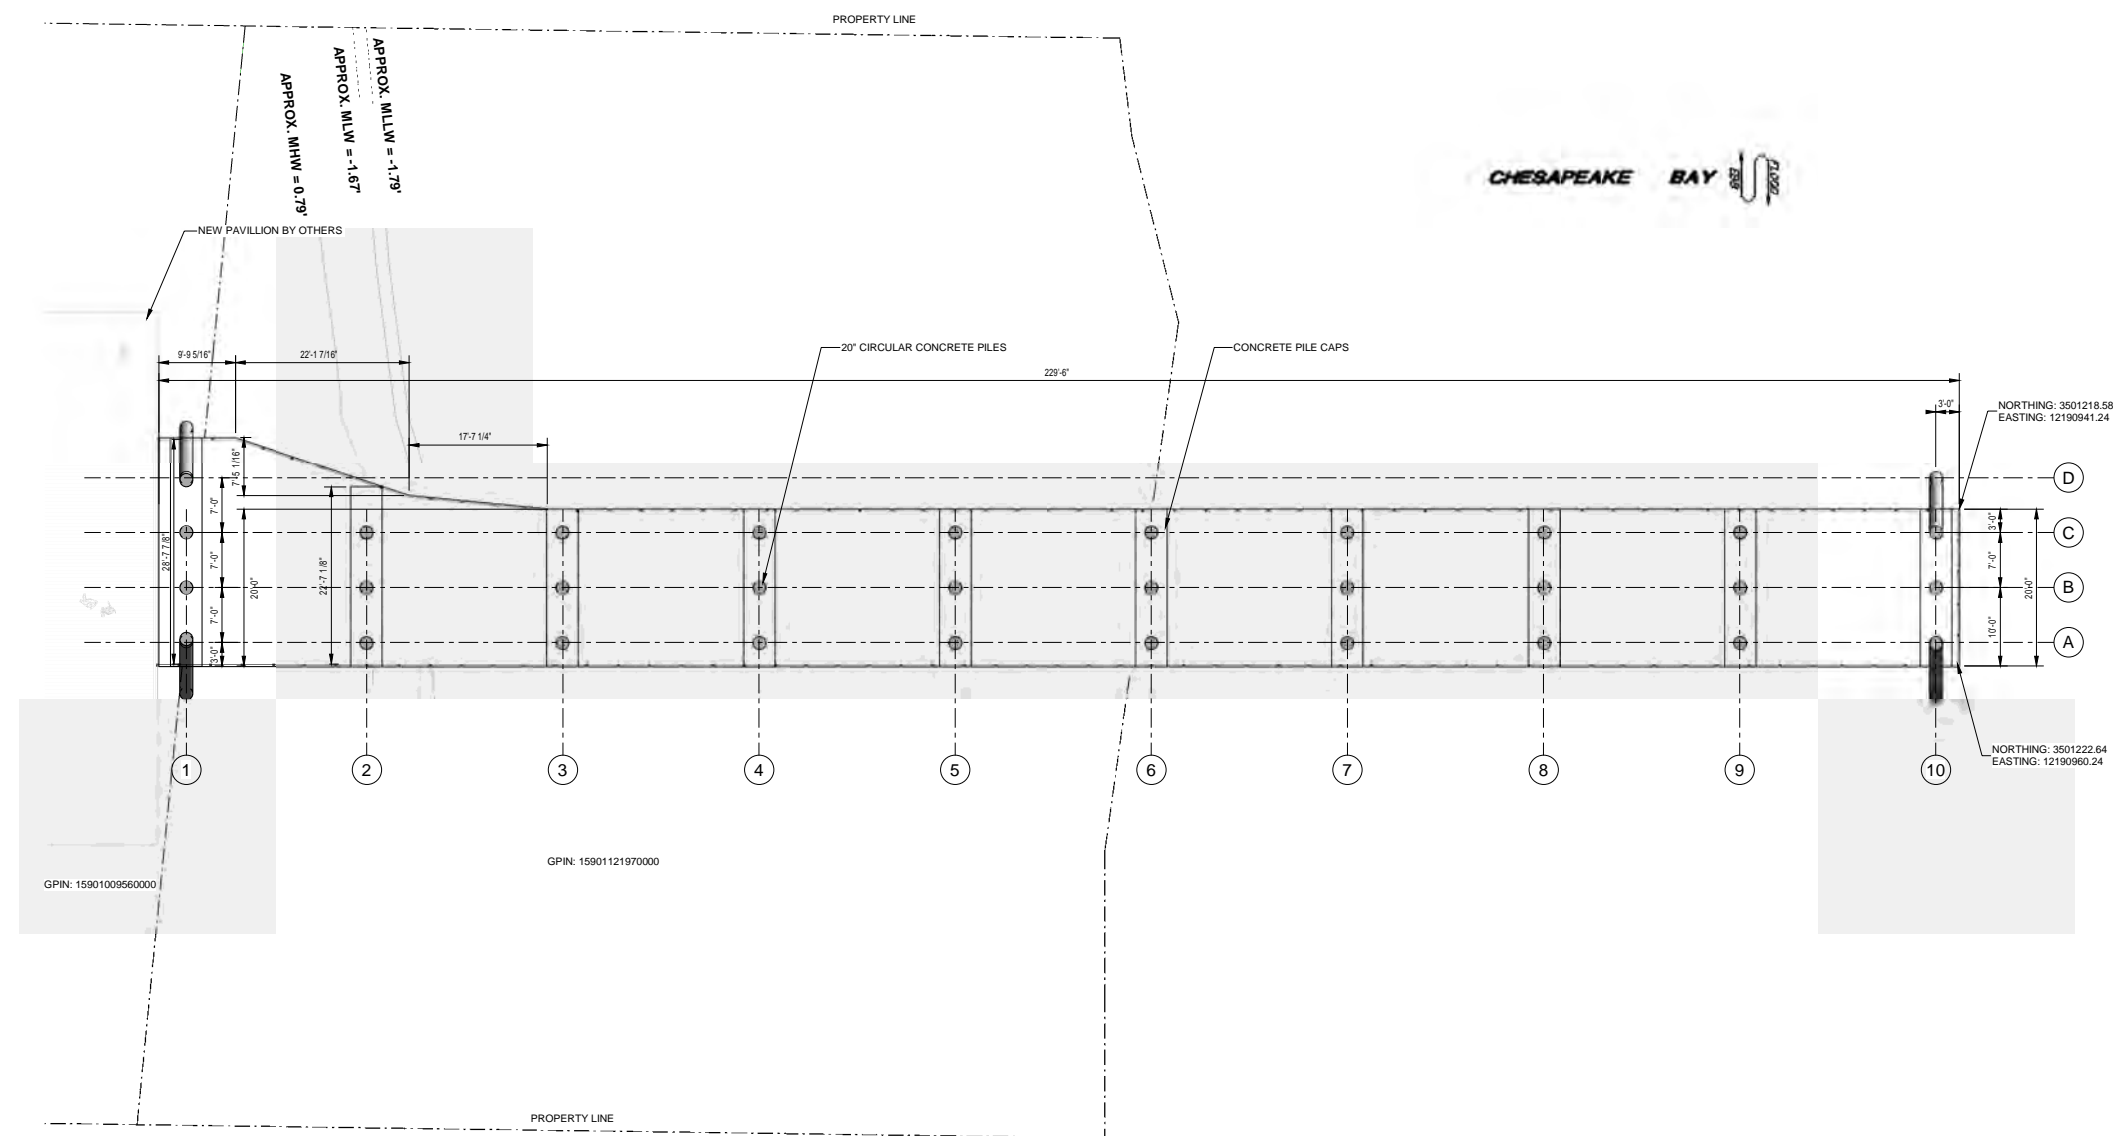 PROPERTY LINE
APPROX. MLLW = -1.79'
APPROX. MLW = -1.67'
APPROX. MHW = 0.79'
CHESAPEAKE BAY
EBB
FLOOD
NEW PAVILLION BY OTHERS
20" CIRCULAR CONCRETE PILES
CONCRETE PILE CAPS
9'-9 5/16"
22'-1 7/16"
229'-6"
3'-0"
NORTHING: 3501218.58
EASTING: 12190941.24
17'-7 1/4"
7'-5 1/16"
D
7'-0"
C
3'-0"
28'-7 7/8"
7'-0"
20'-0"
22'-7 1/8"
7'-0"
20'-0"
B
7'-0"
10'-0"
A
3'-0"
NORTHING: 3501222.64
EASTING: 12190960.24
1
2
3
4
5
6
7
8
9
10
GPIN: 15901121970000
GPIN: 15901009560000
PROPERTY LINE